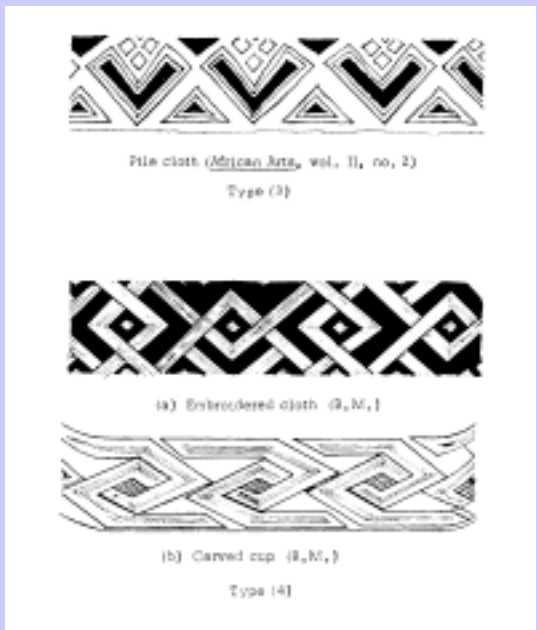 Pile cloth (African Arts, vol. II, no. 2)
Type (3)
(a) Embroidered cloth (B.M.)
(b) Carved cup (B.M.)
Type (4)